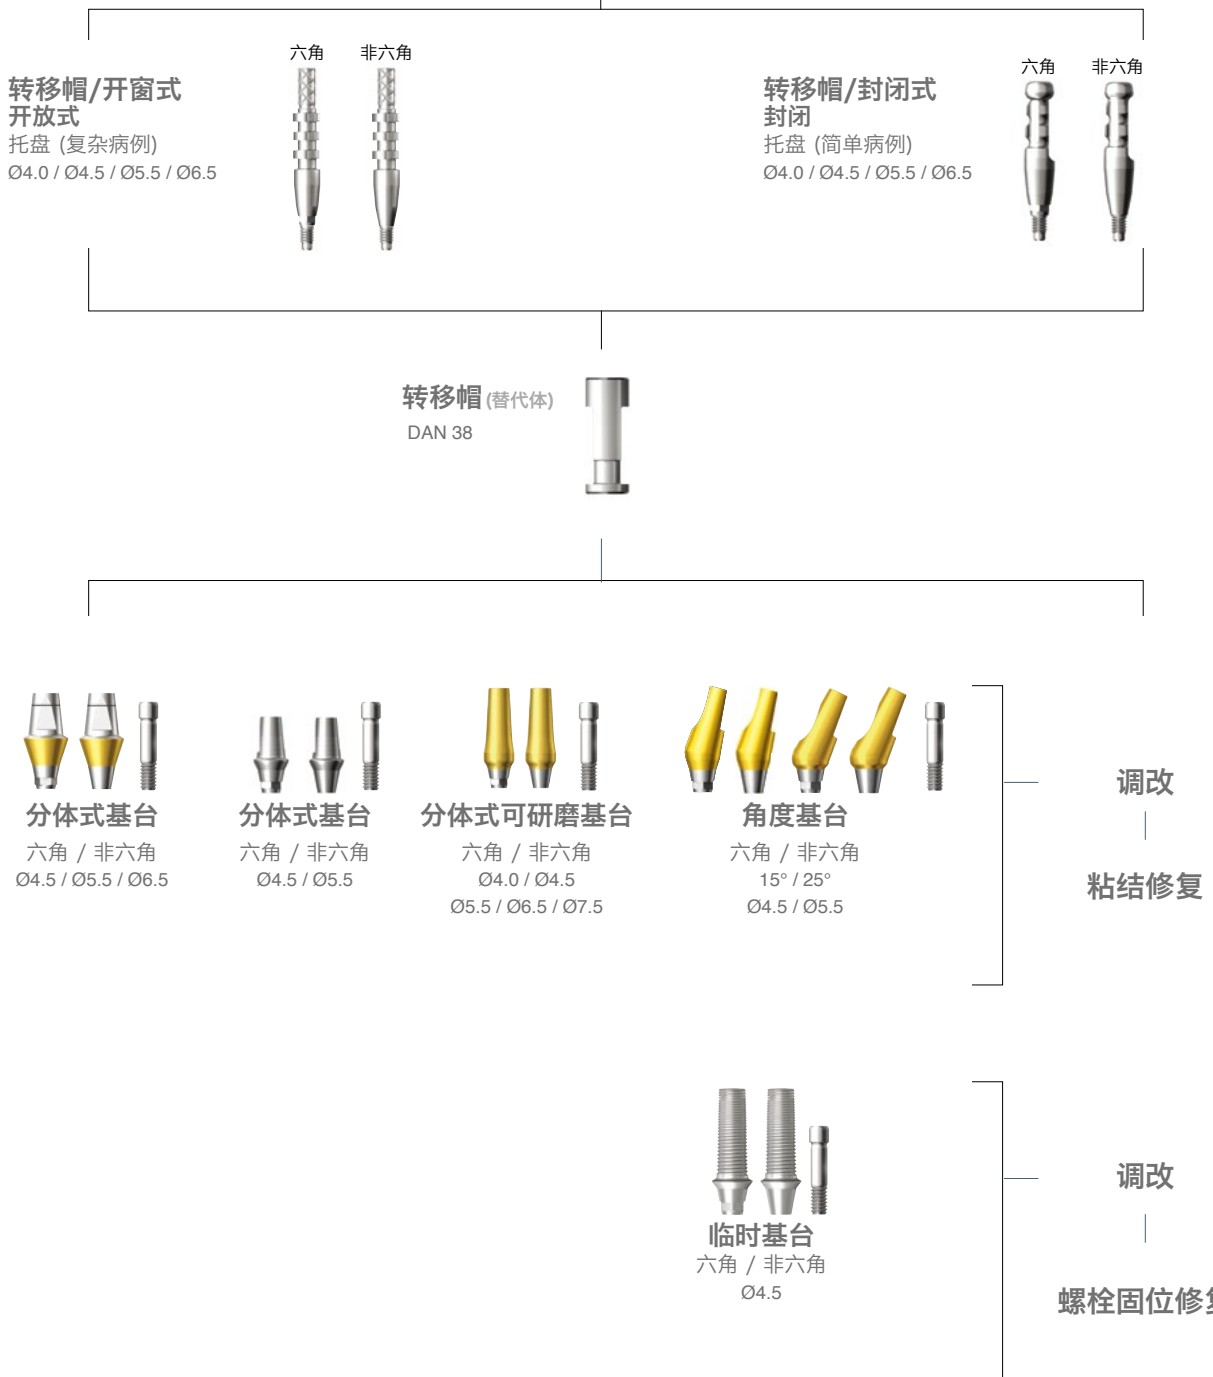 六角 非六角
转移帽/开窗式
开放式
托盘 (复杂病例)
Ø4.0 / Ø4.5 / Ø5.5 / Ø6.5
六角 非六角
转移帽/封闭式
封闭
托盘 (简单病例)
Ø4.0 / Ø4.5 / Ø5.5 / Ø6.5
转移帽 (替代体)
DAN 38
分体式基台
六角 / 非六角
Ø4.5 / Ø5.5 / Ø6.5
分体式基台
六角 / 非六角
Ø4.5 / Ø5.5
分体式可研磨基台
六角 / 非六角
Ø4.0 / Ø4.5
Ø5.5 / Ø6.5 / Ø7.5
角度基台
六角 / 非六角
15° / 25°
Ø4.5 / Ø5.5
调改
粘结修复
临时基台
六角 / 非六角
Ø4.5
调改
螺栓固位修复